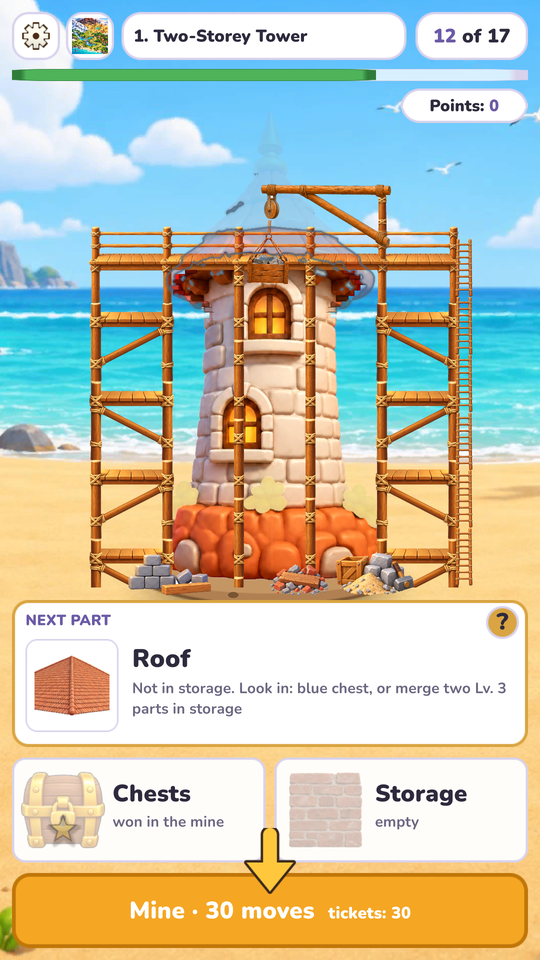 1. Two-Storey Tower
12 of 17
Points: 0
NEXT PART
?
Roof
Not in storage. Look in: blue chest, or merge two Lv. 3
parts in storage
Chests
won in the mine
Storage
empty
Mine · 30 moves tickets: 30